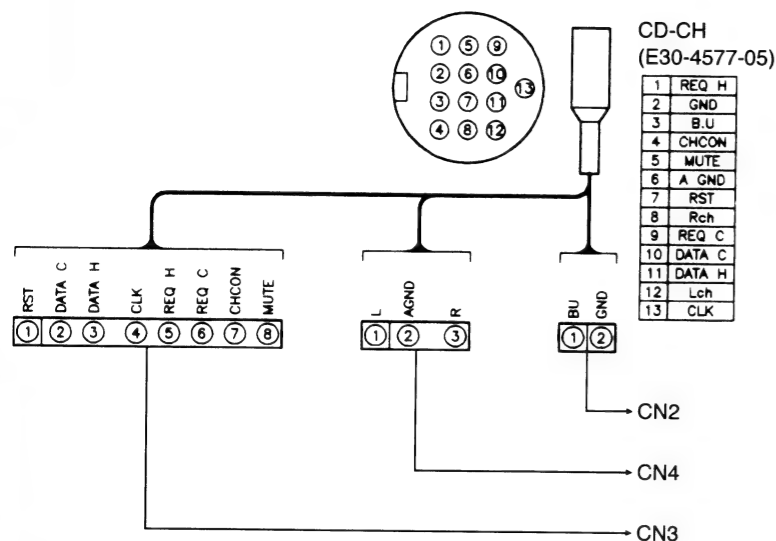 CD-CH
(E30-4577-05)
1 5 9
2 6 10
13
3 7 11
4 8 12
1 REQ H
2 GND
3 B.U
4 CHCON
5 MUTE
6 A GND
7 RST
8 Rch
9 REQ C
10 DATA C
11 DATA H
12 Lch
13 CLK
RST DATA C DATA H CLK REQ H REQ C CHCON MUTE
1 2 3 4 5 6 7 8
L AGND R
1 2 3
BU GND
1 2
CN2
CN4
CN3